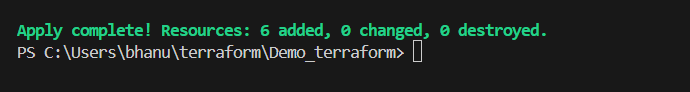 Apply complete! Resources: 6 added, 0 changed, 0 destroyed.
PS C:\Users\bhanu\terraform\Demo_terraform>